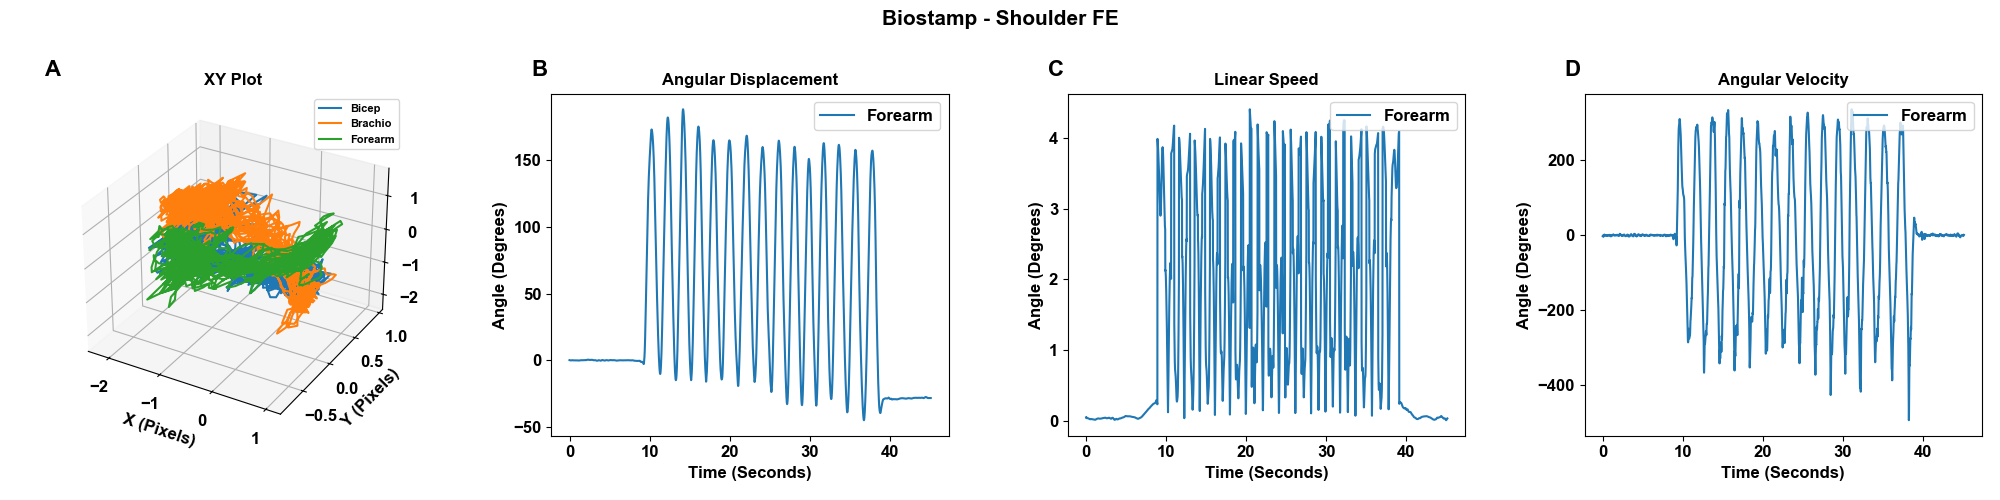 Biostamp - Shoulder FE
A
XY Plot
Bicep
Brachio
Forearm
1
0
−1
−2
1.0
0.5
0.0
−0.5
Y (Pixels)
−2
−1
0
1
X (Pixels)
B
Angular Displacement
Forearm
150
100
50
0
−50
Angle (Degrees)
0 10 20 30 40
Time (Seconds)
C
Linear Speed
Forearm
4
3
2
1
0
Angle (Degrees)
0 10 20 30 40
Time (Seconds)
D
Angular Velocity
Forearm
200
0
−200
−400
Angle (Degrees)
0 10 20 30 40
Time (Seconds)